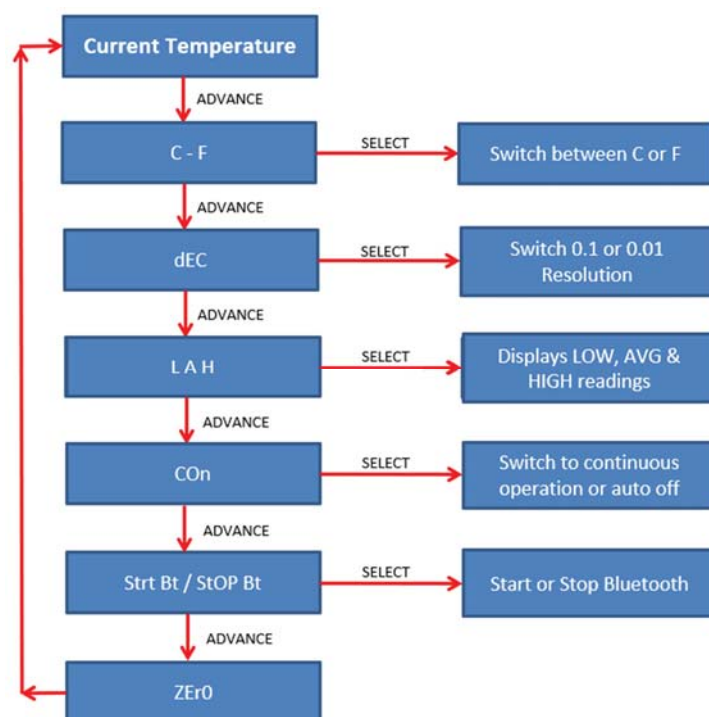 Current Temperature
ADVANCE
C - F
SELECT
Switch between C or F
ADVANCE
dEC
SELECT
Switch 0.1 or 0.01
Resolution
ADVANCE
L A H
SELECT
Displays LOW, AVG &
HIGH readings
ADVANCE
COn
SELECT
Switch to continuous
operation or auto off
ADVANCE
Strt Bt / StOP Bt
SELECT
Start or Stop Bluetooth
ADVANCE
ZEr0